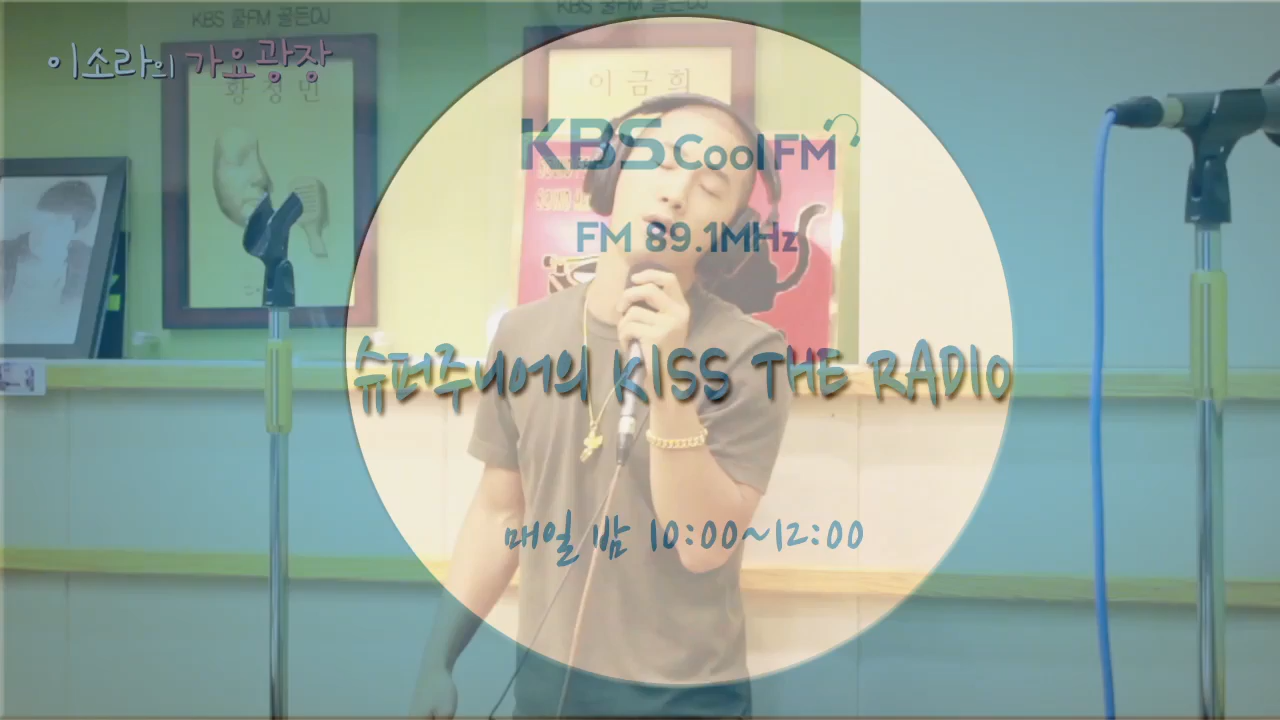 KBS 쿨FM 골든DJ
KBS 쿨FM 골든DJ
이소라의 가요광장
황정민
이금희
KBS Cool FM
FM 89.1MHz
슈퍼주니어의 KISS THE RADIO
매일 밤 10:00~12:00